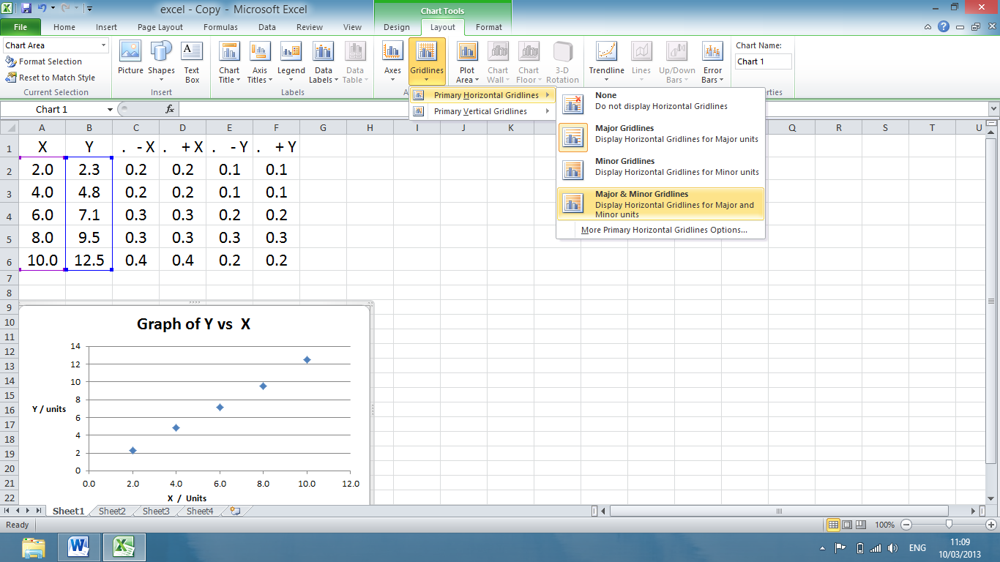 excel - Copy - Microsoft Excel
Chart Tools
File Home Insert Page Layout Formulas Data Review View Design Layout Format
Chart Area
Format Selection
Reset to Match Style
Current Selection
Picture Shapes Text Box
Insert
Chart Title Axis Titles Legend Data Labels Data Table
Labels
Axes Gridlines
A
Plot Area Chart Wall Chart Floor 3-D Rotation
Trendline Lines Up/Down Bars Error Bars
Chart Name:
Chart 1
erties
Primary Horizontal Gridlines
Primary Vertical Gridlines
None
Do not display Horizontal Gridlines
Major Gridlines
Display Horizontal Gridlines for Major units
Minor Gridlines
Display Horizontal Gridlines for Minor units
Major & Minor Gridlines
Display Horizontal Gridlines for Major and
Minor units
More Primary Horizontal Gridlines Options...
Chart 1 fx
A B C D E F G H I J K Q R S T U
1 X Y . - X . + X . - Y . + Y
2 2.0 2.3 0.2 0.2 0.1 0.1
3 4.0 4.8 0.2 0.2 0.1 0.1
4 6.0 7.1 0.3 0.3 0.2 0.2
5 8.0 9.5 0.3 0.3 0.3 0.3
6 10.0 12.5 0.4 0.4 0.2 0.2
7
8
9
10
11
12
13
14
15
16
17
18
19
20
21
22
Graph of Y vs X
14
12
10
8
6
4
2
0
Y / units
0.0 2.0 4.0 6.0 8.0 10.0 12.0
X / Units
Sheet1 Sheet2 Sheet3 Sheet4
Ready
100%
ENG
11:09
10/03/2013